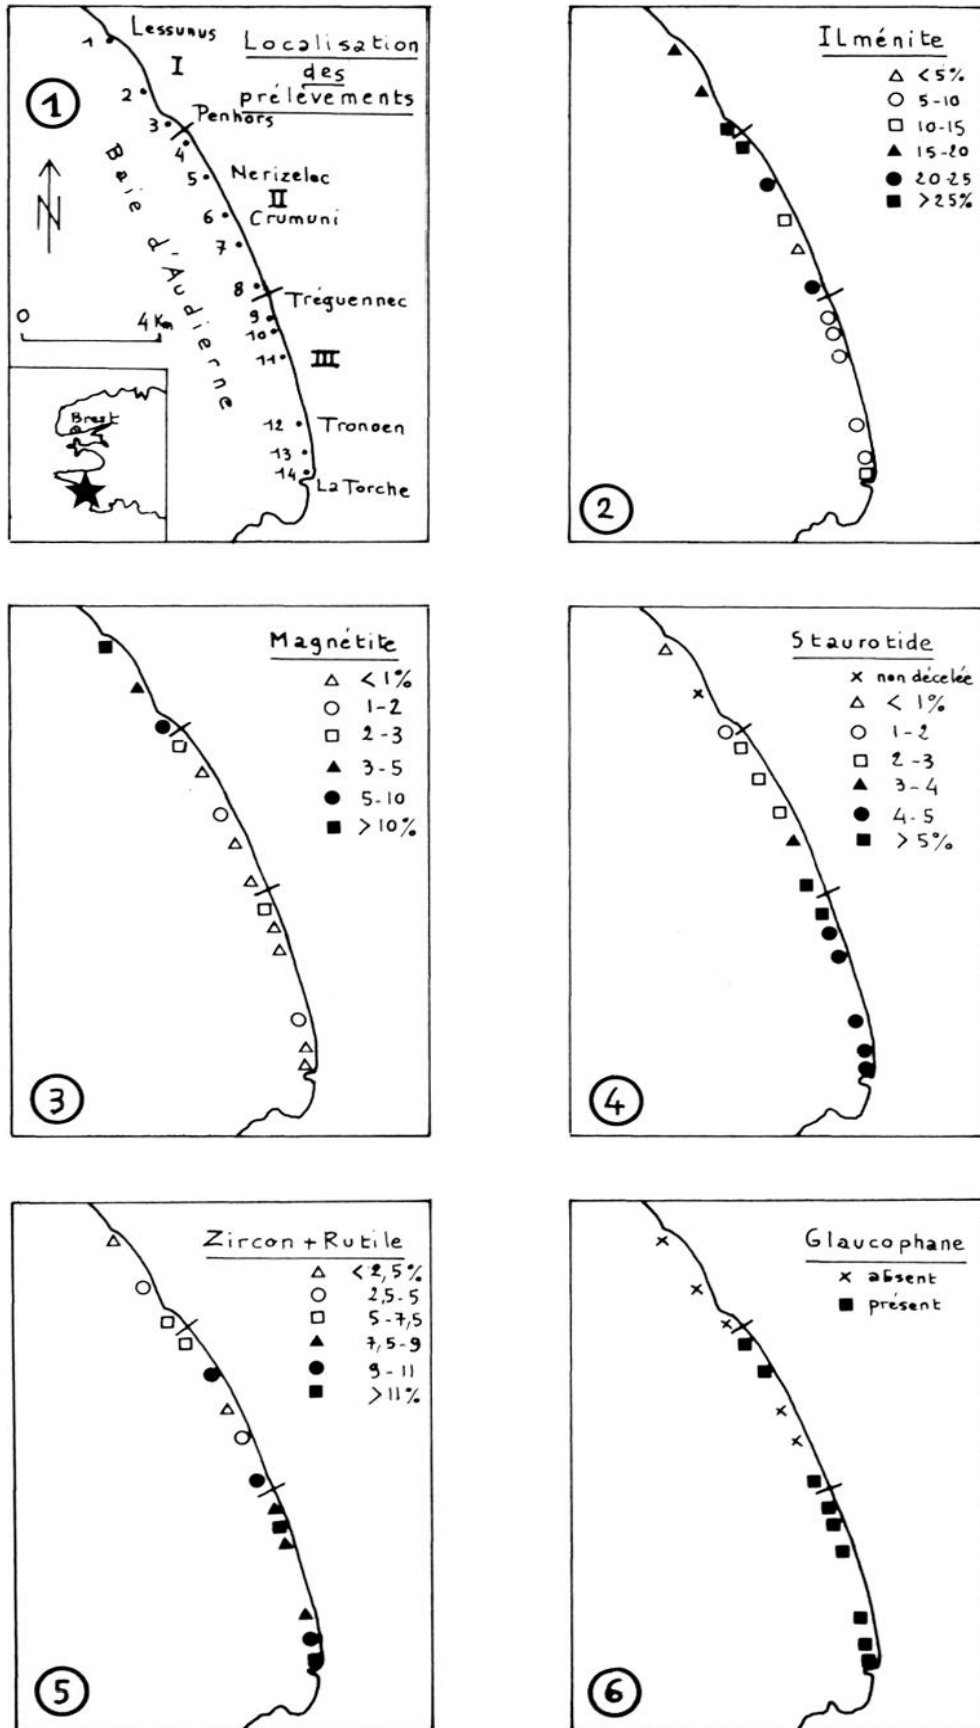 Lessunus
1
I
Localisation
des
prélèvements
1
2
3
Penhors
4
5
Nerizelec
II
6
Crumuni
7
Baie d'Audierne
N
8
Tréguennec
0
4 Km
9
10
11
III
Brest
12
Tronoen
13
14
La Torche
ILménite
< 5%
5-10
10-15
15-20
20-25
>25%
2
Magnétite
< 1%
1-2
2-3
3-5
5-10
>10%
3
Staurotide
non décelée
< 1%
1-2
2-3
3-4
4-5
>5%
4
Zircon + Rutile
< 2,5%
2,5-5
5-7,5
7,5-9
9-11
>11%
5
Glaucophane
absent
présent
6